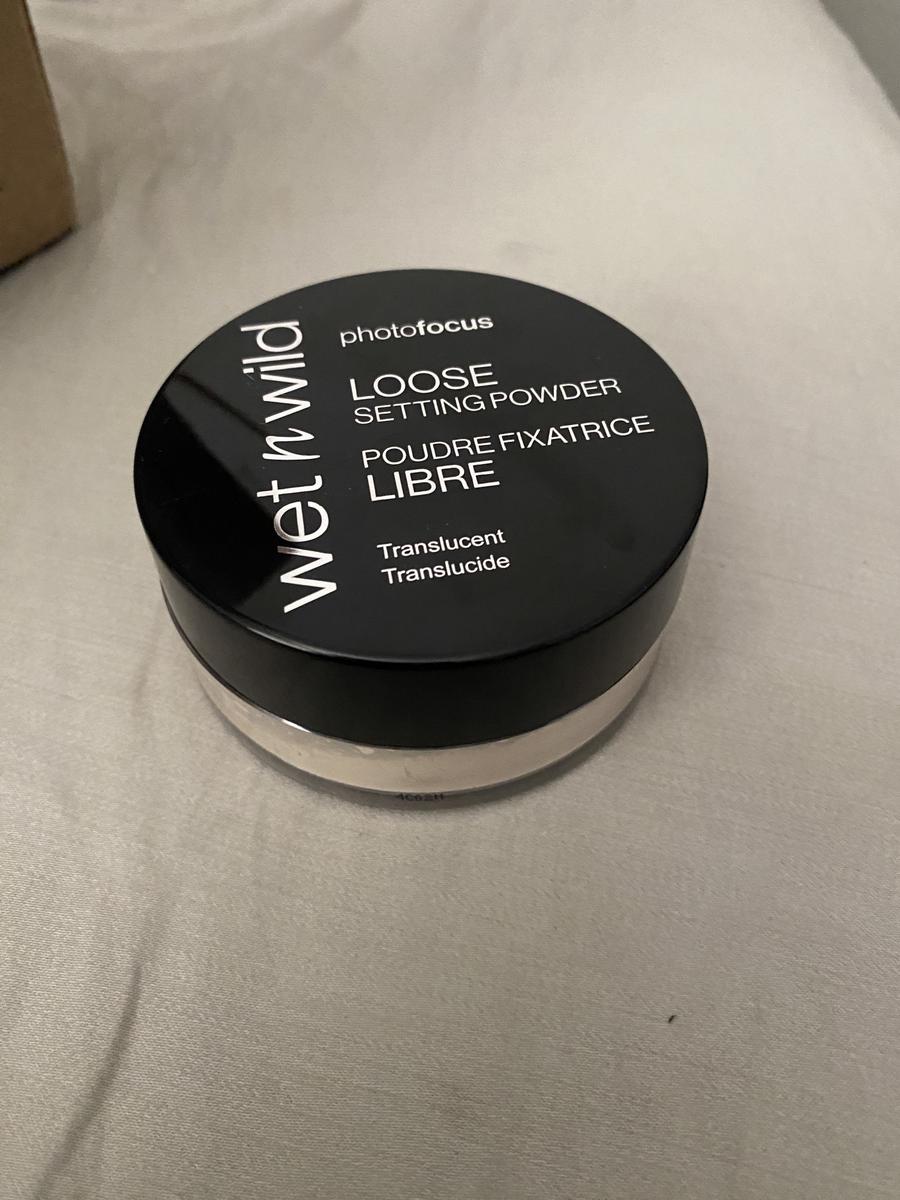 wet n wild
photofocus
LOOSE
SETTING POWDER
POUDRE FIXATRICE
LIBRE
Translucent
Translucide